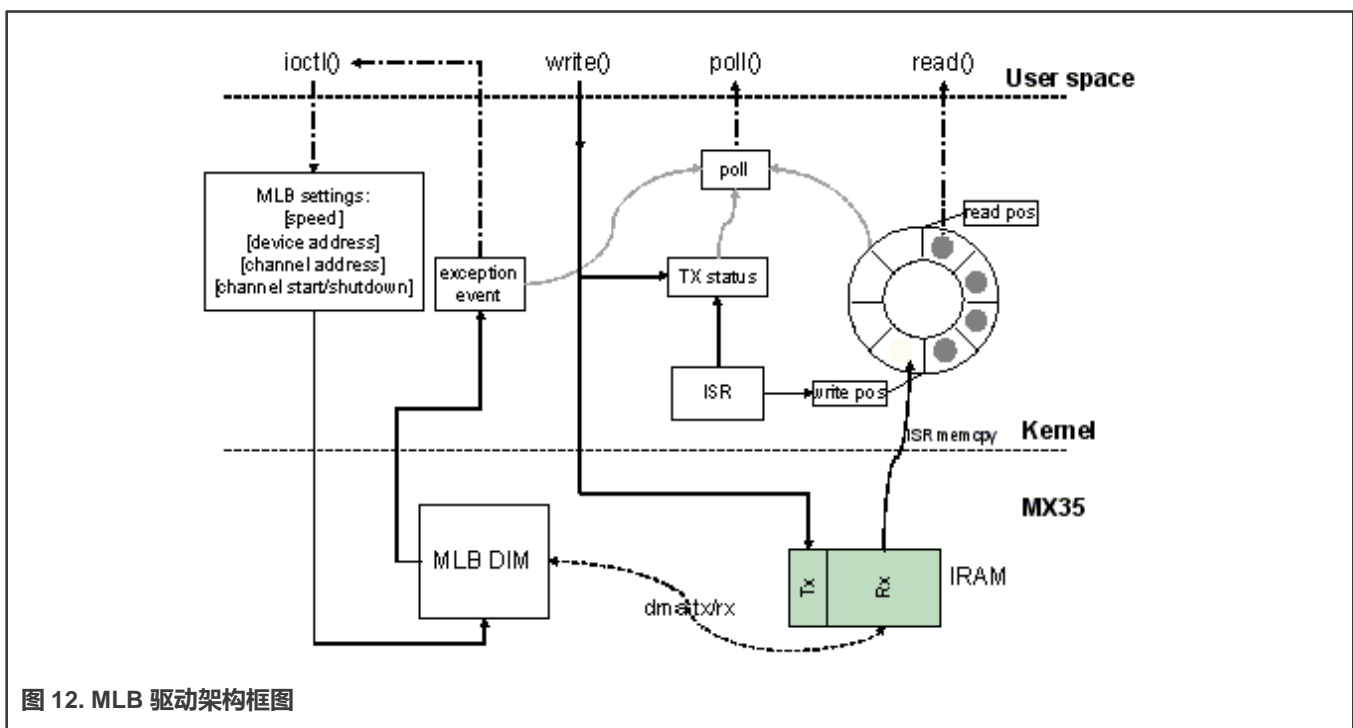 ioctl()
write()
poll()
read()
User space
MLB settings:
[speed]
[device address]
[channel address]
[channel start/shutdown]
exception
event
poll
TX status
read pos
ISR
write pos
ISR memcpy
Kernel
MX35
MLB DIM
dma tx/rx
Tx
Rx
IRAM
图 12. MLB 驱动架构框图